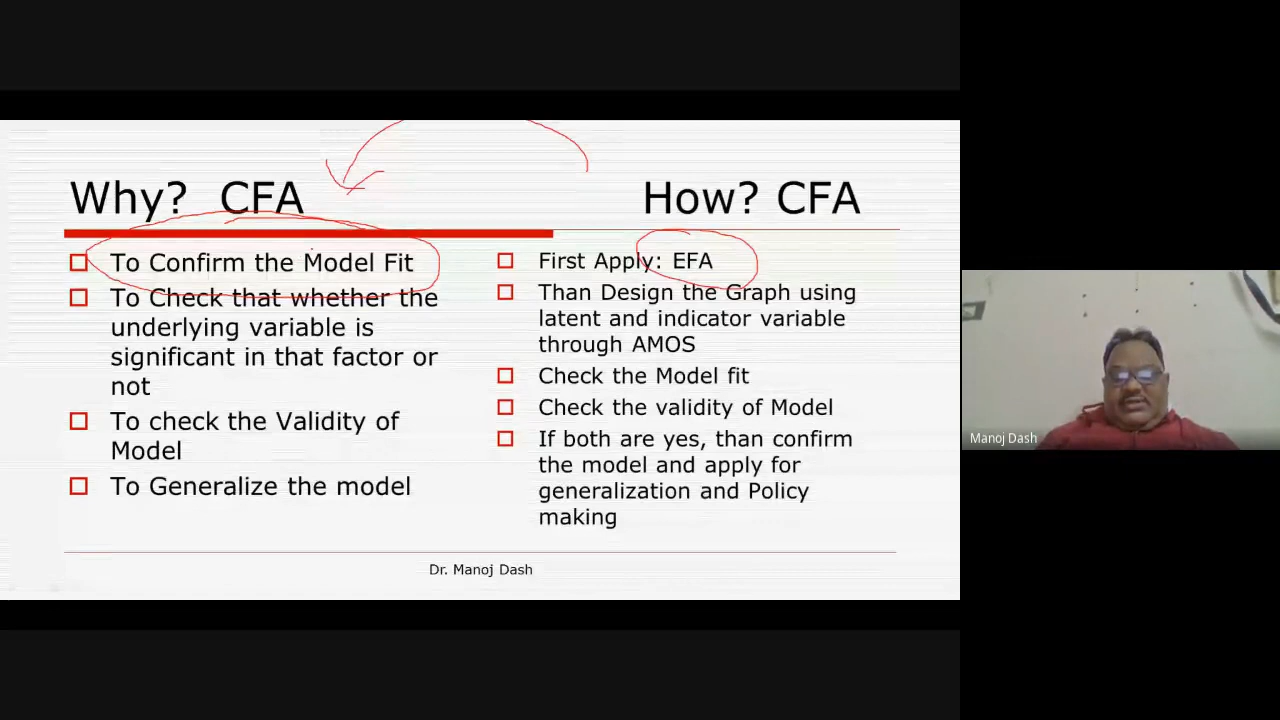 Why? CFA
How? CFA
To Confirm the Model Fit
To Check that whether the
underlying variable is
significant in that factor or
not
To check the Validity of
Model
To Generalize the model
First Apply: EFA
Than Design the Graph using
latent and indicator variable
through AMOS
Check the Model fit
Check the validity of Model
If both are yes, than confirm
the model and apply for
generalization and Policy
making
Dr. Manoj Dash
Manoj Dash